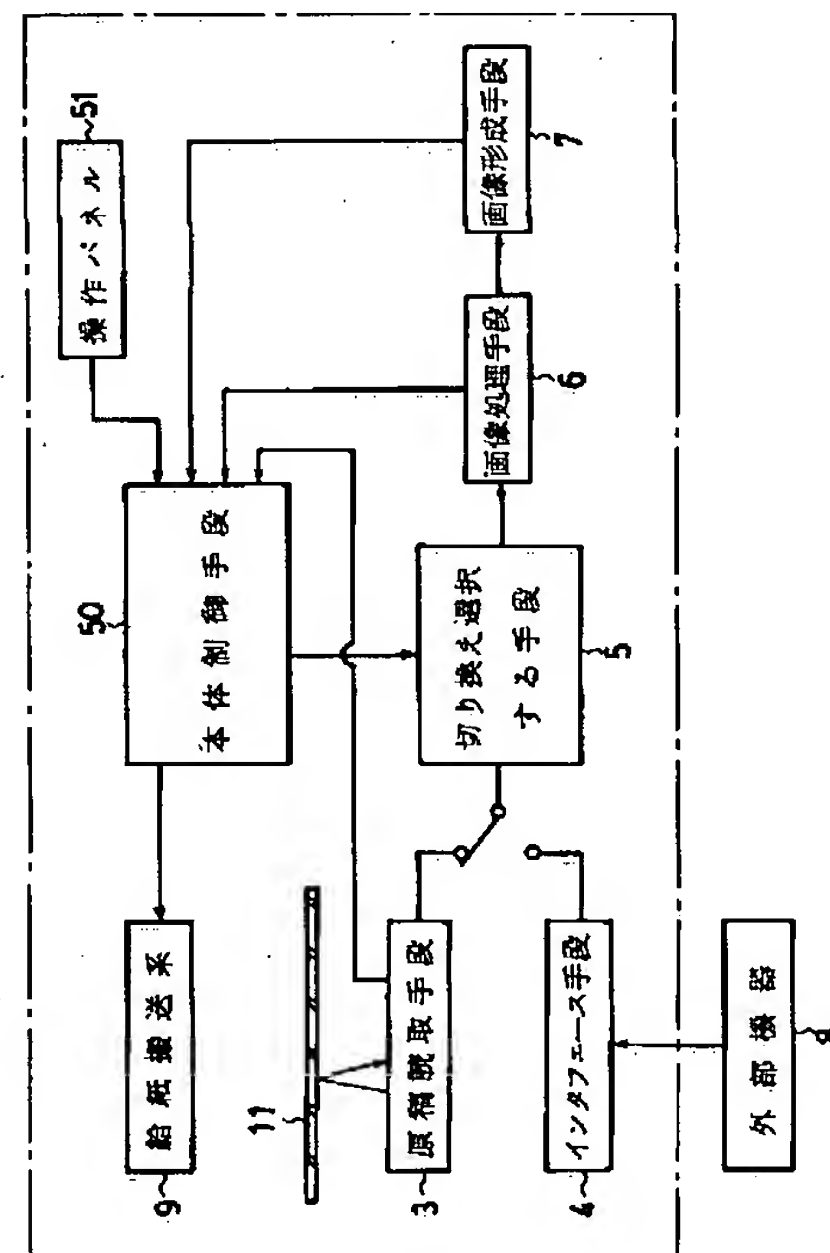 給紙搬送系
9
本体制御手段
50
操作パネル
51
11
原稿読取手段
3
インタフェース手段
4
切り換え選択
する手段
5
画像処理手段
6
画像形成手段
7
外部機器